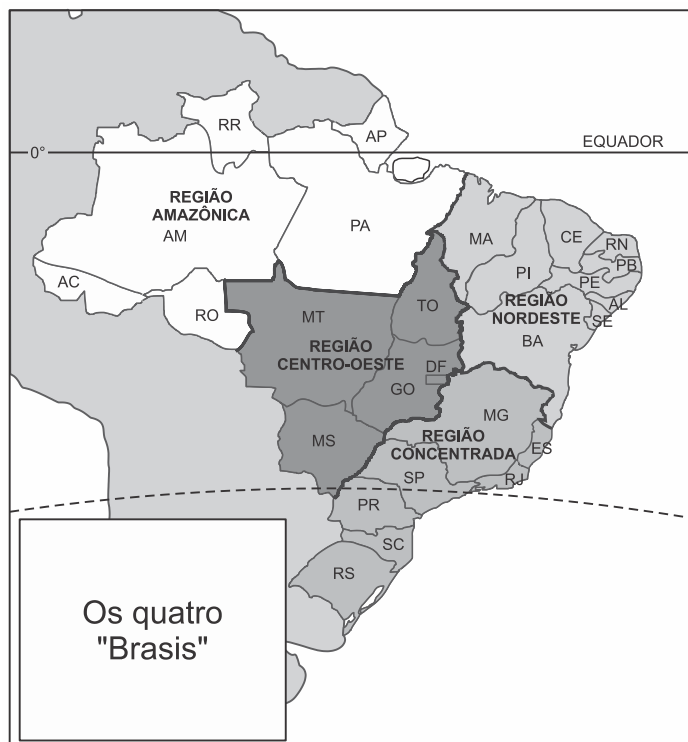 RR
AP
EQUADOR
0°
REGIÃO
AMAZÔNICA
AM
PA
MA
CE
RN
PB
PI
PE
AL
SE
REGIÃO
NORDESTE
BA
AC
RO
MT
TO
REGIÃO
CENTRO-OESTE
DF
GO
MS
MG
REGIÃO
CONCENTRADA
ES
RJ
SP
PR
SC
RS
Os quatro
"Brasis"